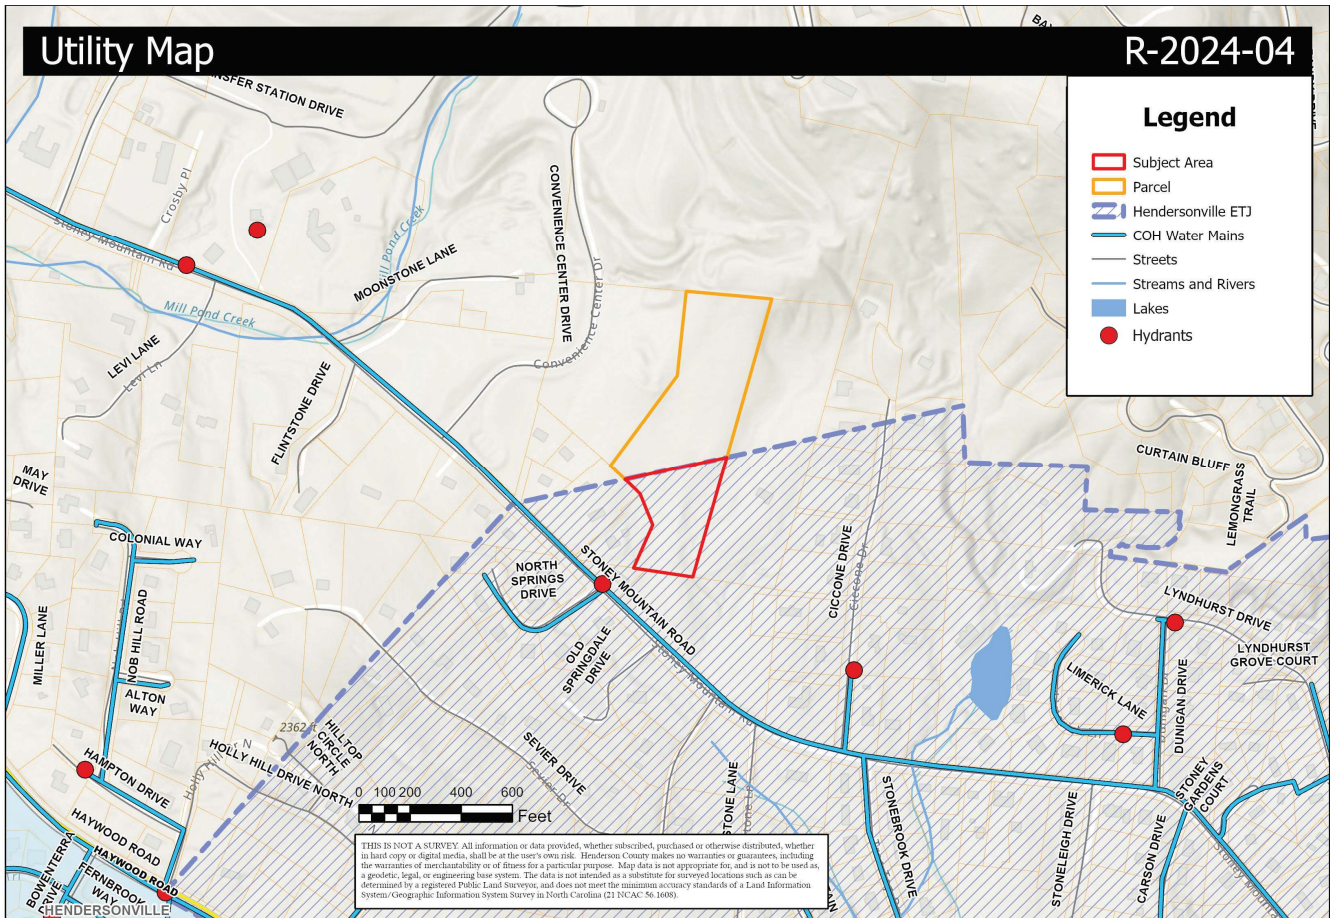 Utility Map
R-2024-04
Legend
Subject Area
Parcel
Hendersonville ETJ
COH Water Mains
Streets
Streams and Rivers
Lakes
Hydrants
STATION DRIVE
Crosby Pl
Stoney Mountain Rd
Mill Pond Creek
Pond Creek
MOONSTONE LANE
CONVENIENCE CENTER DRIVE
Convenience Center Dr
LEVI LANE
Levi Ln
FLINTSTONE DRIVE
MAY
DRIVE
COLONIAL WAY
MILLER LANE
NOB HILL ROAD
ALTON
WAY
NORTH
SPRINGS
DRIVE
STONEY MOUNTAIN ROAD
OLD
SPRINGDALE
DRIVE
CICCONE DRIVE
Ciccone Dr
CURTAIN BLUFF
LEMONGRASS
TRAIL
LYNDHURST DRIVE
LYNDHURST
GROVE COURT
LIMERICK LANE
DUNIGAN DRIVE
2362 ft
HILLTOP
CIRCLE
NORTH
HOLLY HILL DRIVE NORTH
HAMPTON DRIVE
HAYWOOD ROAD
HAYWOOD ROAD
BOWENTERRA
DRIVE
FERNBROOK
WAY
HENDERSONVILLE
SEVIER DRIVE
Sevier Dr
STONE LANE
STONEBROOK DRIVE
STONELEIGH DRIVE
CARSON DRIVE
STONEY
GARDENS
COURT
0 100 200 400 600
Feet
THIS IS NOT A SURVEY. All information or data provided, whether subscribed, purchased or otherwise distributed, whether
in hard copy or digital media, shall be at the user's own risk. Henderson County makes no warranties or guarantees, including
the warranties of merchantability or of fitness for a particular purpose. Map data is not appropriate for, and is not to be used as,
a geodetic, legal, or engineering base system. The data is not intended as a substitute for surveyed locations such as can be
determined by a registered Public Land Surveyor, and does not meet the minimum accuracy standards of a Land Information
System/Geographic Information System Survey in North Carolina (21 NCAC 56.1608).